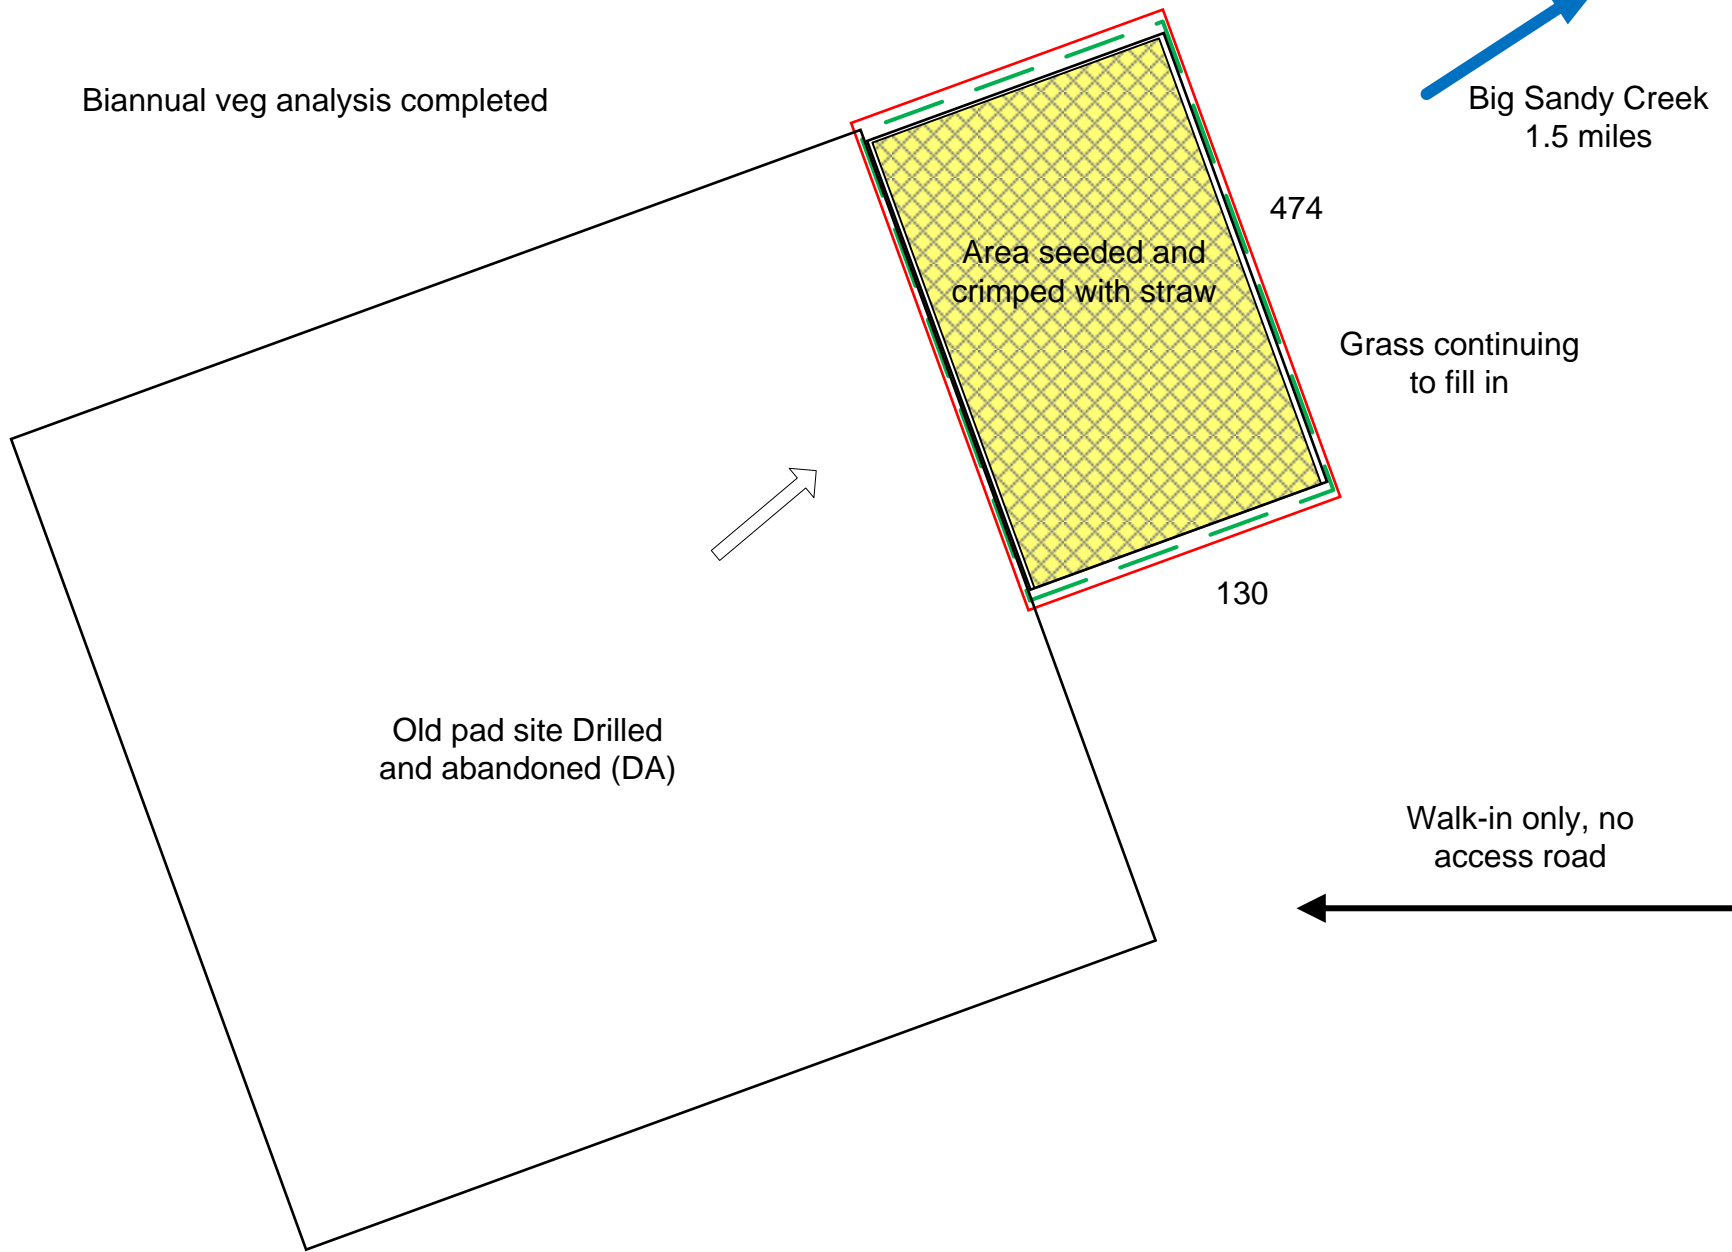 Biannual veg analysis completed
Big Sandy Creek
1.5 miles
474
Area seeded and
crimped with straw
Grass continuing
to fill in
130
Old pad site Drilled
and abandoned (DA)
Walk-in only, no
access road